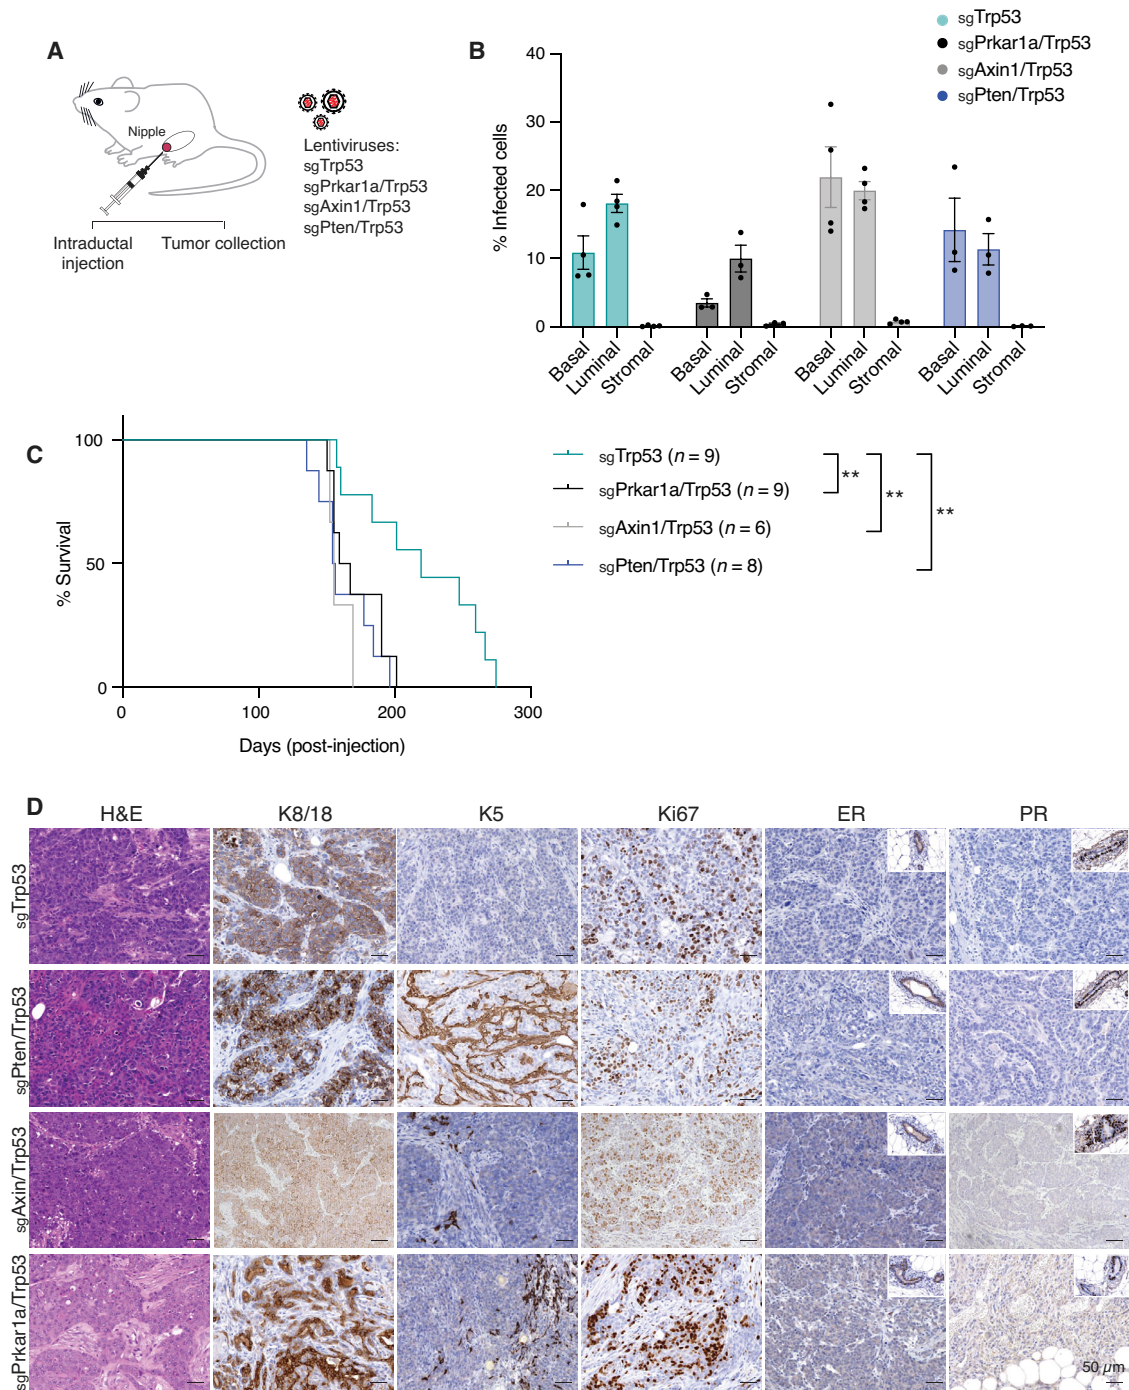 A
Nipple
Lentiviruses:
sgTrp53
sgPrkar1a/Trp53
sgAxin1/Trp53
sgPten/Trp53
Intraductal injection
Tumor collection
B
sgTrp53
sgPrkar1a/Trp53
sgAxin1/Trp53
sgPten/Trp53
% Infected cells
40
30
20
10
0
Basal
Luminal
Stromal
Basal
Luminal
Stromal
Basal
Luminal
Stromal
Basal
Luminal
Stromal
C
% Survival
100
50
0
0
100
200
300
Days (post-injection)
sgTrp53 (n = 9)
sgPrkar1a/Trp53 (n = 9)
sgAxin1/Trp53 (n = 6)
sgPten/Trp53 (n = 8)
**
**
**
D
H&E
K8/18
K5
Ki67
ER
PR
sgTrp53
sgPten/Trp53
sgAxin/Trp53
sgPrkar1a/Trp53
50 µm